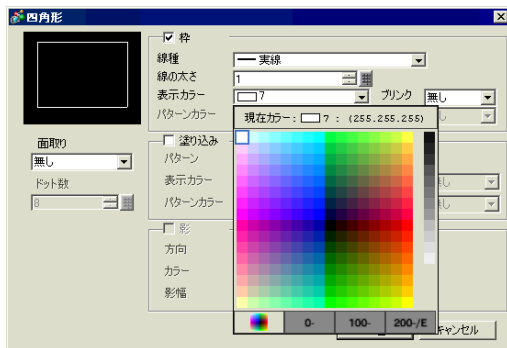 四角形
枠
線種 実線
線の太さ 1
表示カラー 7 ブリンク 無し
パターンカラー
現在カラー: 7 : (255.255.255)
面取り
無し
ドット数
8
塗り込み
パターン
表示カラー
パターンカラー
影
方向
カラー
影幅
0- 100- 200-/E
キャンセル